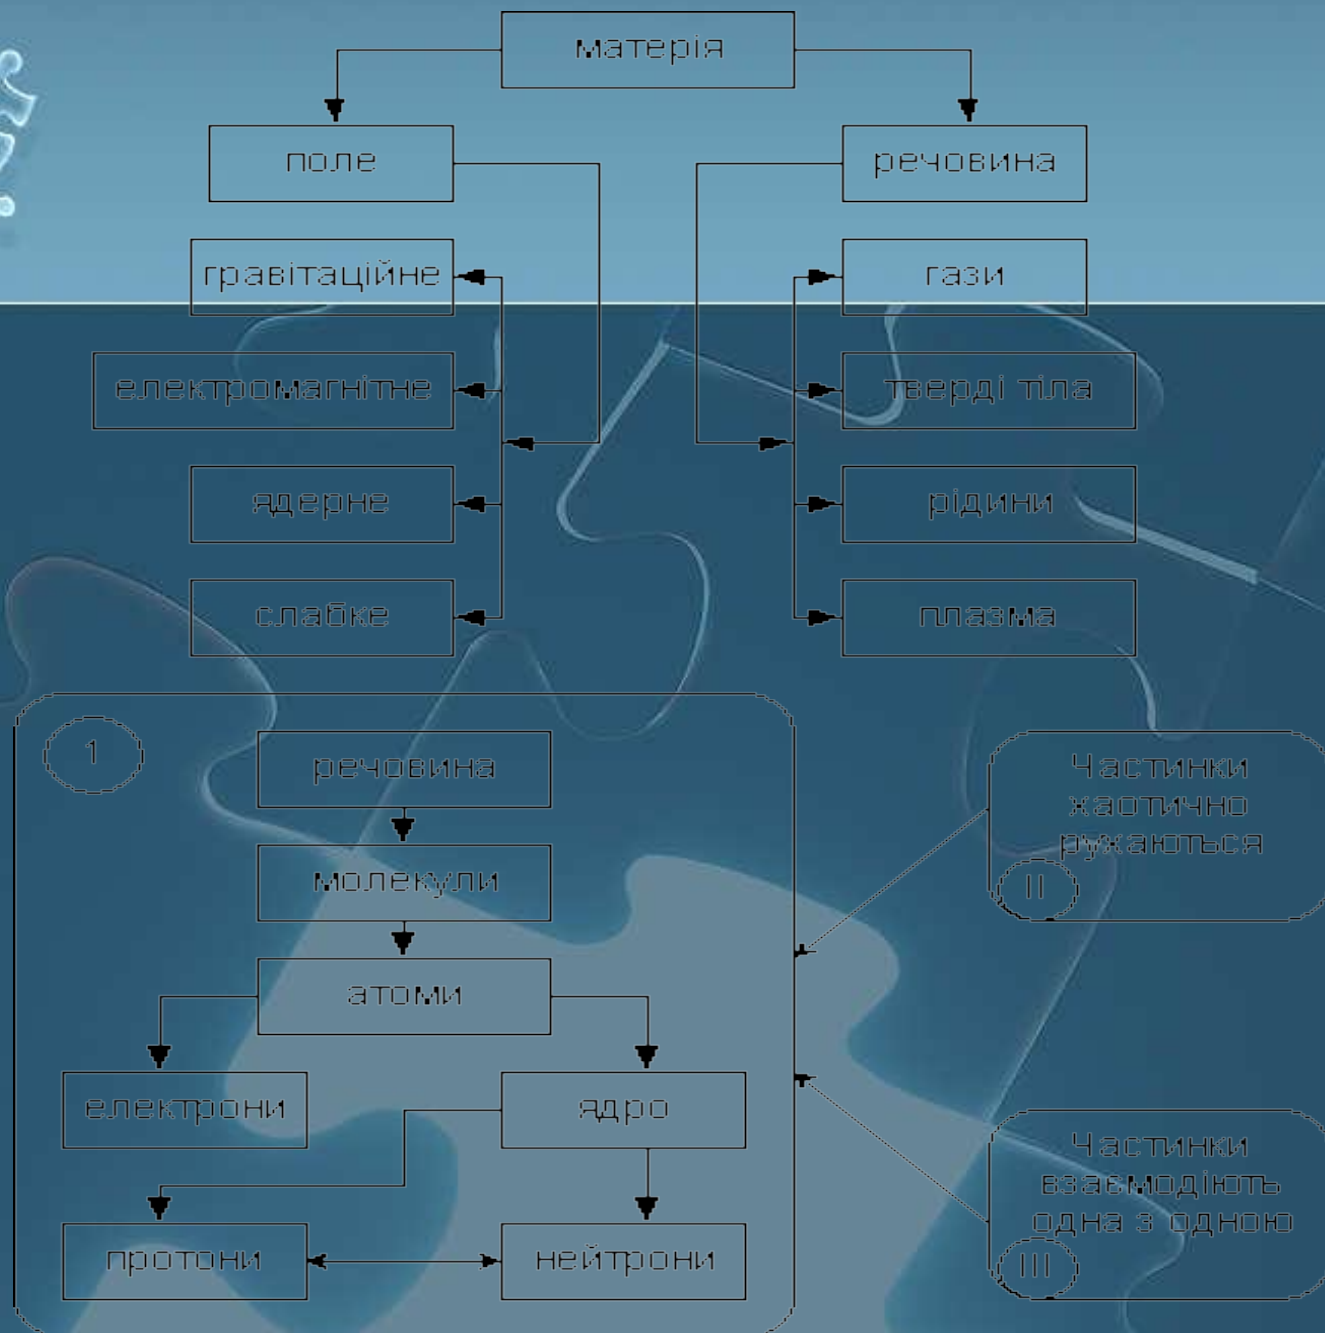 матерія
поле
речовина
гравітаційне
гази
електромагнітне
тверді тіла
ядерне
рідини
слабке
плазма
1
речовина
молекули
атоми
електрони
ядро
протони
нейтрони
Частинки
хаотично
рухаються
II
Частинки
взаємодіють
одна з одною
III